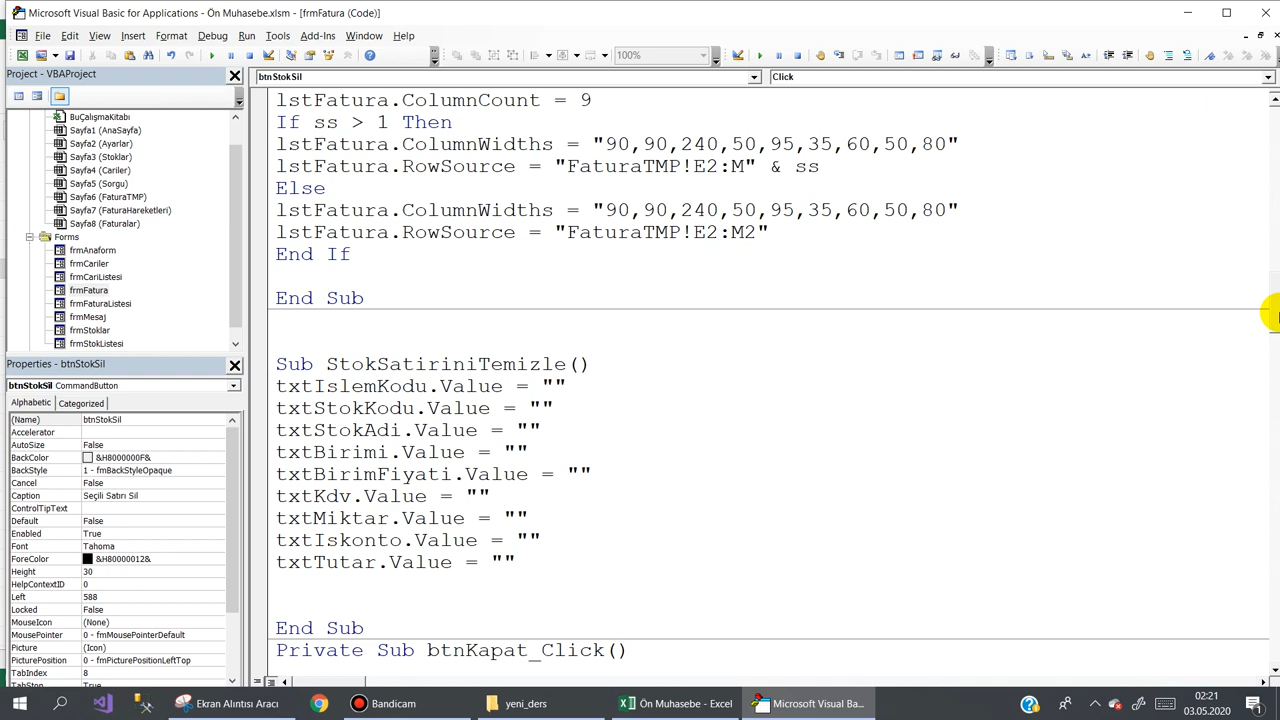 Microsoft Visual Basic for Applications - Ön Muhasebe.xlsm - [frmFatura (Code)]
File Edit View Insert Format Debug Run Tools Add-Ins Window Help
100%
Project - VBAProject
BuÇalışmaKitabı
Sayfa1 (AnaSayfa)
Sayfa2 (Ayarlar)
Sayfa3 (Stoklar)
Sayfa4 (Cariler)
Sayfa5 (Sorgu)
Sayfa6 (FaturaTMP)
Sayfa7 (FaturaHareketleri)
Sayfa8 (Faturalar)
Forms
frmAnaform
frmCariler
frmCariListesi
frmFatura
frmFaturaListesi
frmMesaj
frmStoklar
frmStokListesi
Properties - btnStokSil
btnStokSil CommandButton
Alphabetic Categorized
(Name) btnStokSil
Accelerator
AutoSize False
BackColor &H8000000F&
BackStyle 1 - fmBackStyleOpaque
Cancel False
Caption Seçili Satırı Sil
ControlTipText
Default False
Enabled True
Font Tahoma
ForeColor &H80000012&
Height 30
HelpContextID 0
Left 588
Locked False
MouseIcon (None)
MousePointer 0 - fmMousePointerDefault
Picture (Icon)
PicturePosition 0 - fmPicturePositionLeftTop
TabIndex 8
TabStop True
btnStokSil Click
lstFatura.ColumnCount = 9
If ss > 1 Then
lstFatura.ColumnWidths = "90,90,240,50,95,35,60,50,80"
lstFatura.RowSource = "FaturaTMP!E2:M" & ss
Else
lstFatura.ColumnWidths = "90,90,240,50,95,35,60,50,80"
lstFatura.RowSource = "FaturaTMP!E2:M2"
End If
End Sub
Sub StokSatiriniTemizle()
txtIslemKodu.Value = ""
txtStokKodu.Value = ""
txtStokAdi.Value = ""
txtBirimi.Value = ""
txtBirimFiyati.Value = ""
txtKdv.Value = ""
txtMiktar.Value = ""
txtIskonto.Value = ""
txtTutar.Value = ""
End Sub
Private Sub btnKapat_Click()
Ekran Alıntısı Aracı Bandicam yeni_ders Ön Muhasebe - Excel Microsoft Visual Ba...
02:21
03.05.2020